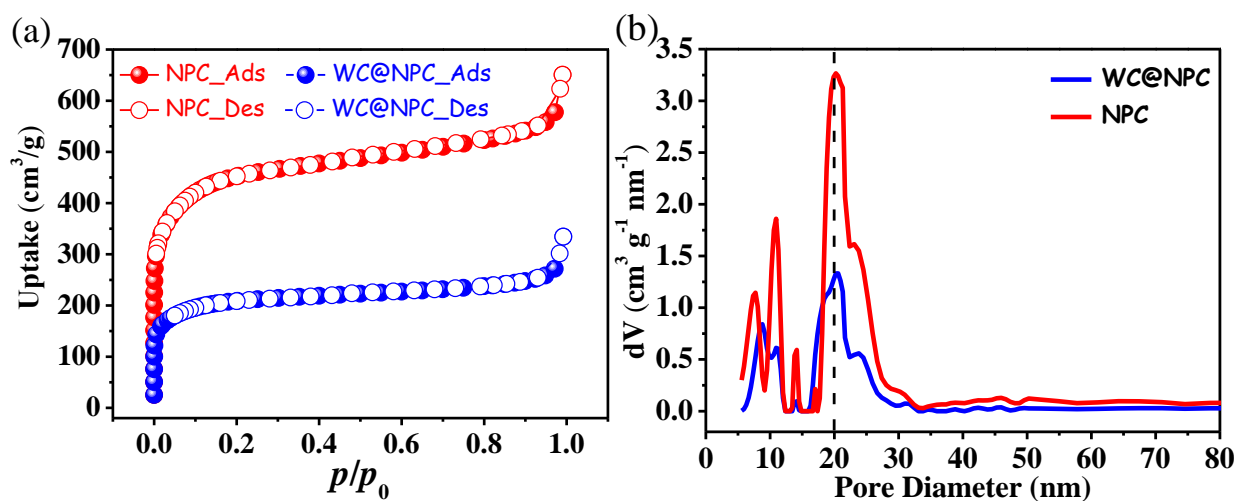 (a)
700
600
500
400
300
200
100
0
Uptake (cm³/g)
NPC_Ads WC@NPC_Ads
NPC_Des WC@NPC_Des
0.0 0.2 0.4 0.6 0.8 1.0
p/p₀
(b)
3.5
3.0
2.5
2.0
1.5
1.0
0.5
0.0
dV (cm³ g⁻¹ nm⁻¹)
WC@NPC
NPC
0 10 20 30 40 50 60 70 80
Pore Diameter (nm)